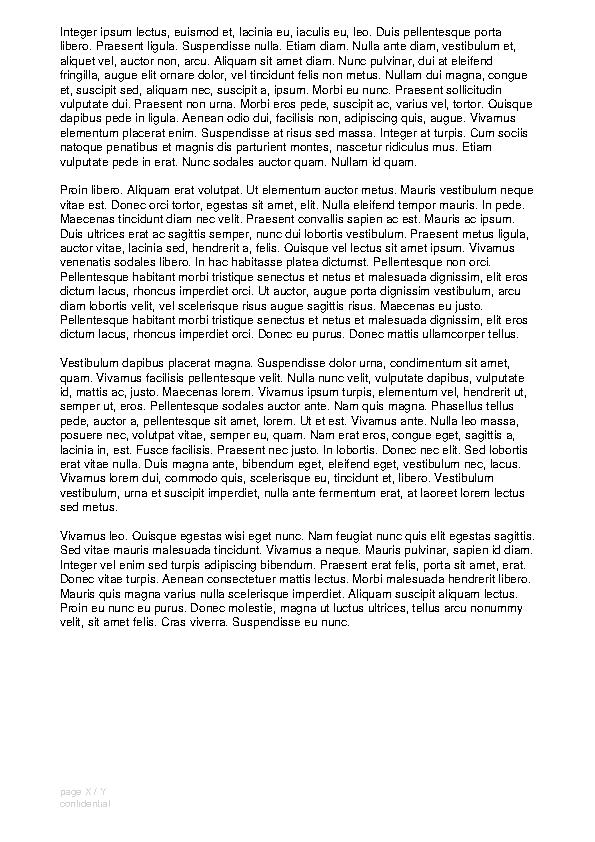 Integer ipsum lectus, euismod et, lacinia eu, iaculis eu, leo. Duis pellentesque porta
libero. Praesent ligula. Suspendisse nulla. Etiam diam. Nulla ante diam, vestibulum et,
aliquet vel, auctor non, arcu. Aliquam sit amet diam. Nunc pulvinar, dui at eleifend
fringilla, augue elit ornare dolor, vel tincidunt felis non metus. Nullam dui magna, congue
et, suscipit sed, aliquam nec, suscipit a, ipsum. Morbi eu nunc. Praesent sollicitudin
vulputate dui. Praesent non urna. Morbi eros pede, suscipit ac, varius vel, tortor. Quisque
dapibus pede in ligula. Aenean odio dui, facilisis non, adipiscing quis, augue. Vivamus
elementum placerat enim. Suspendisse at risus sed massa. Integer at turpis. Cum sociis
natoque penatibus et magnis dis parturient montes, nascetur ridiculus mus. Etiam
vulputate pede in erat. Nunc sodales auctor quam. Nullam id quam.
Proin libero. Aliquam erat volutpat. Ut elementum auctor metus. Mauris vestibulum neque
vitae est. Donec orci tortor, egestas sit amet, elit. Nulla eleifend tempor mauris. In pede.
Maecenas tincidunt diam nec velit. Praesent convallis sapien ac est. Mauris ac ipsum.
Duis ultrices erat ac sagittis semper, nunc dui lobortis vestibulum. Praesent metus ligula,
auctor vitae, lacinia sed, hendrerit a, felis. Quisque vel lectus sit amet ipsum. Vivamus
venenatis sodales libero. In hac habitasse platea dictumst. Pellentesque non orci.
Pellentesque habitant morbi tristique senectus et netus et malesuada dignissim, elit eros
dictum lacus, rhoncus imperdiet orci. Ut auctor, augue porta dignissim vestibulum, arcu
diam lobortis velit, vel scelerisque risus augue sagittis risus. Maecenas eu justo.
Pellentesque habitant morbi tristique senectus et netus et malesuada dignissim, elit eros
dictum lacus, rhoncus imperdiet orci. Donec eu purus. Donec mattis ullamcorper tellus.
Vestibulum dapibus placerat magna. Suspendisse dolor urna, condimentum sit amet,
quam. Vivamus facilisis pellentesque velit. Nulla nunc velit, vulputate dapibus, vulputate
id, mattis ac, justo. Maecenas lorem. Vivamus ipsum turpis, elementum vel, hendrerit ut,
semper ut, eros. Pellentesque sodales auctor ante. Nam quis magna. Phasellus tellus
pede, auctor a, pellentesque sit amet, lorem. Ut et est. Vivamus ante. Nulla leo massa,
posuere nec, volutpat vitae, semper eu, quam. Nam erat eros, congue eget, sagittis a,
lacinia in, est. Fusce facilisis. Praesent nec justo. In lobortis. Donec nec elit. Sed lobortis
erat vitae nulla. Duis magna ante, bibendum eget, eleifend eget, vestibulum nec, lacus.
Vivamus lorem dui, commodo quis, scelerisque eu, tincidunt et, libero. Vestibulum
vestibulum, urna et suscipit imperdiet, nulla ante fermentum erat, at laoreet lorem lectus
sed metus.
Vivamus leo. Quisque egestas wisi eget nunc. Nam feugiat nunc quis elit egestas sagittis.
Sed vitae mauris malesuada tincidunt. Vivamus a neque. Mauris pulvinar, sapien id diam.
Integer vel enim sed turpis adipiscing bibendum. Praesent erat felis, porta sit amet, erat.
Donec vitae turpis. Aenean consectetuer mattis lectus. Morbi malesuada hendrerit libero.
Mauris quis magna varius nulla scelerisque imperdiet. Aliquam suscipit aliquam lectus.
Proin eu nunc eu purus. Donec molestie, magna ut luctus ultrices, tellus arcu nonummy
velit, sit amet felis. Cras viverra. Suspendisse eu nunc.
page X / Y
confidential